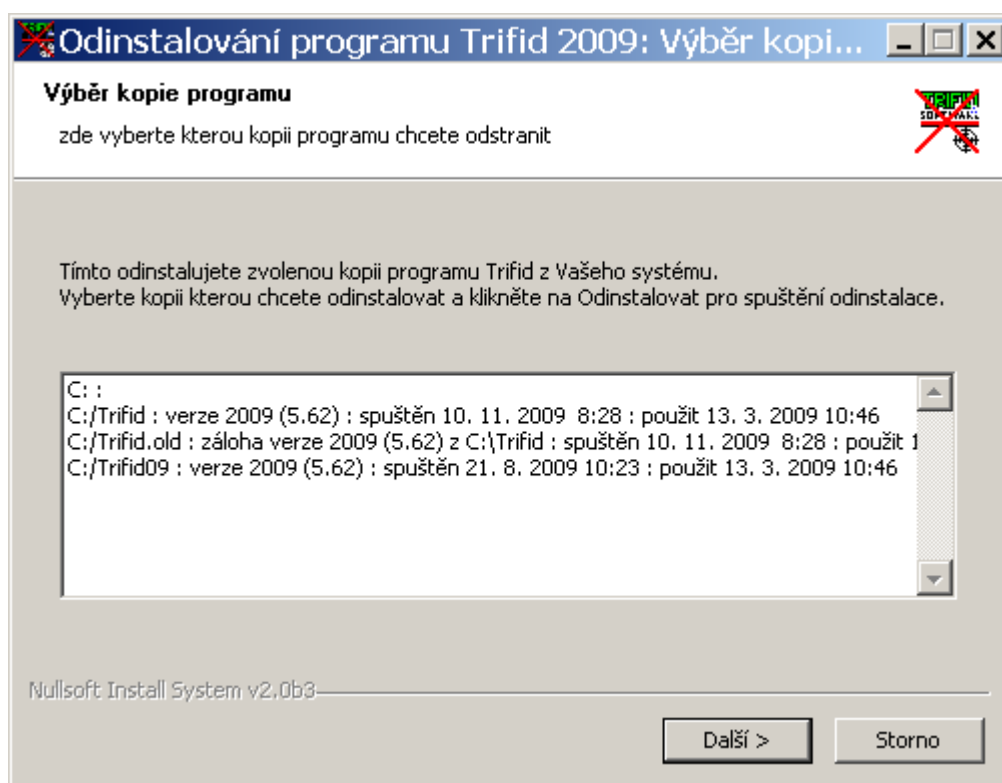 Odinstalování programu Trifid 2009: Výběr kopi...
Výběr kopie programu
zde vyberte kterou kopii programu chcete odstranit
TRIFID
SOFTWARE
Tímto odinstalujete zvolenou kopii programu Trifid z Vašeho systému.
Vyberte kopii kterou chcete odinstalovat a klikněte na Odinstalovat pro spuštění odinstalace.
C: :
C:/Trifid : verze 2009 (5.62) : spuštěn 10. 11. 2009  8:28 : použit 13. 3. 2009 10:46
C:/Trifid.old : záloha verze 2009 (5.62) z C:\Trifid : spuštěn 10. 11. 2009  8:28 : použit 1
C:/Trifid09 : verze 2009 (5.62) : spuštěn 21. 8. 2009 10:23 : použit 13. 3. 2009 10:46
Nullsoft Install System v2.0b3
Další >
Storno